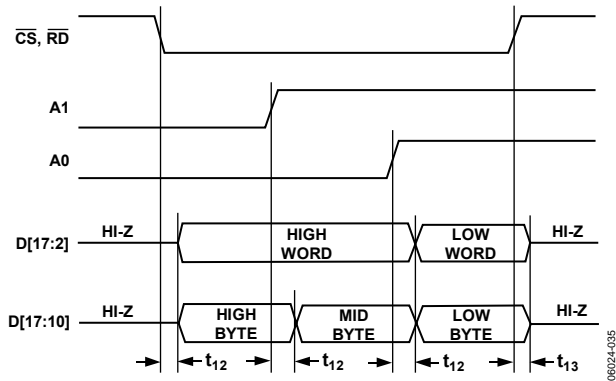 CS, RD
A1
A0
D[17:2] HI-Z HIGH WORD LOW WORD HI-Z
D[17:10] HI-Z HIGH BYTE MID BYTE LOW BYTE HI-Z
t12 t12 t12 t13
06024-035